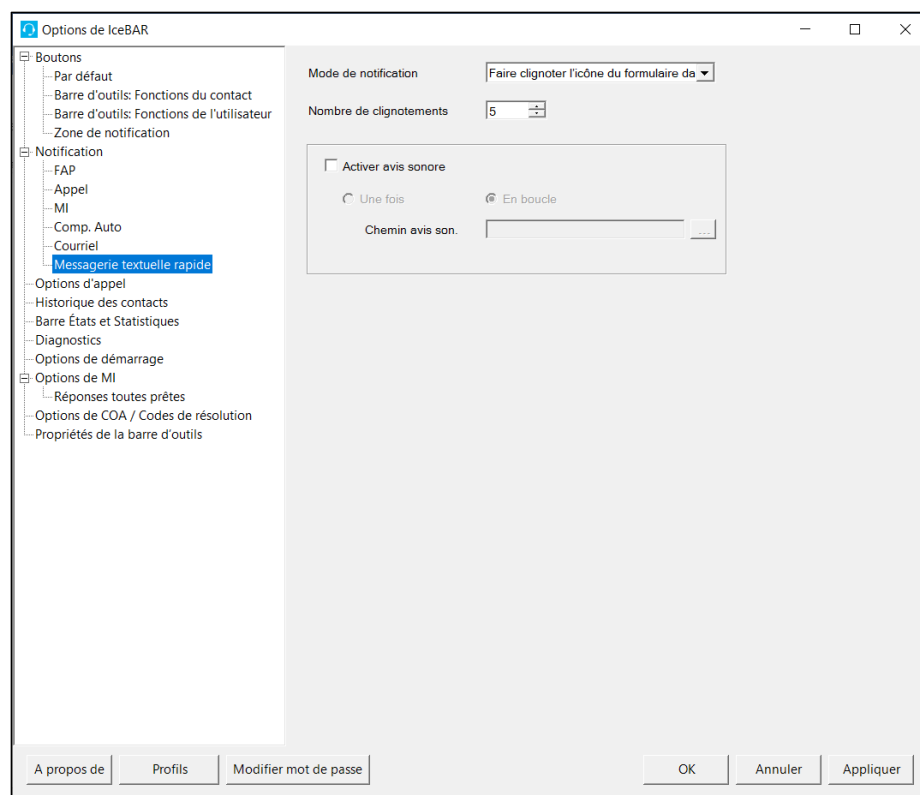 Options de IceBAR
Boutons
Par défaut
Barre d'outils: Fonctions du contact
Barre d'outils: Fonctions de l'utilisateur
Zone de notification
Notification
FAP
Appel
MI
Comp. Auto
Courriel
Messagerie textuelle rapide
Options d'appel
Historique des contacts
Barre États et Statistiques
Diagnostics
Options de démarrage
Options de MI
Réponses toutes prêtes
Options de COA / Codes de résolution
Propriétés de la barre d'outils
Mode de notification Faire clignoter l'icône du formulaire da
Nombre de clignotements 5
Activer avis sonore
Une fois En boucle
Chemin avis son. ...
A propos de Profils Modifier mot de passe OK Annuler Appliquer